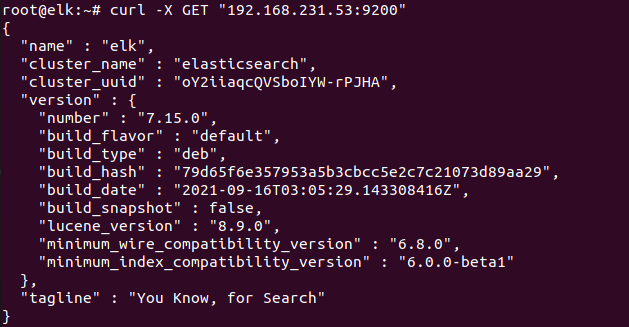 root@elk:~# curl -X GET "192.168.231.53:9200"
{
  "name" : "elk",
  "cluster_name" : "elasticsearch",
  "cluster_uuid" : "oY2iiaqcQVSboIYW-rPJHA",
  "version" : {
    "number" : "7.15.0",
    "build_flavor" : "default",
    "build_type" : "deb",
    "build_hash" : "79d65f6e357953a5b3cbcc5e2c7c21073d89aa29",
    "build_date" : "2021-09-16T03:05:29.143308416Z",
    "build_snapshot" : false,
    "lucene_version" : "8.9.0",
    "minimum_wire_compatibility_version" : "6.8.0",
    "minimum_index_compatibility_version" : "6.0.0-beta1"
  },
  "tagline" : "You Know, for Search"
}